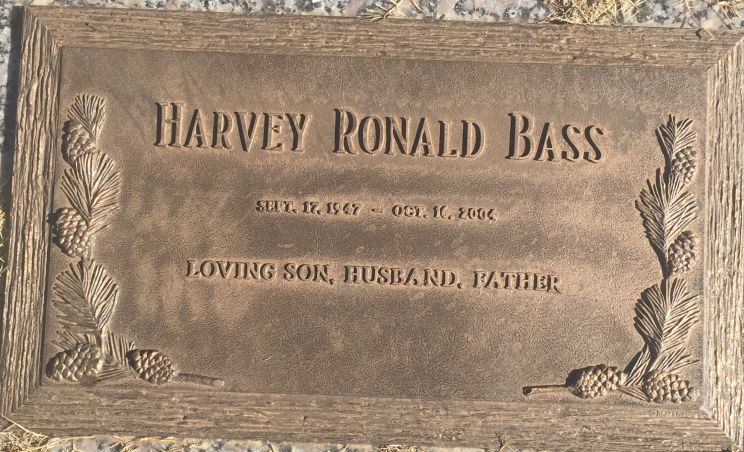 HARVEY RONALD BASS
SEPT. 17, 1947 – OCT. 16, 2004
LOVING SON, HUSBAND, FATHER